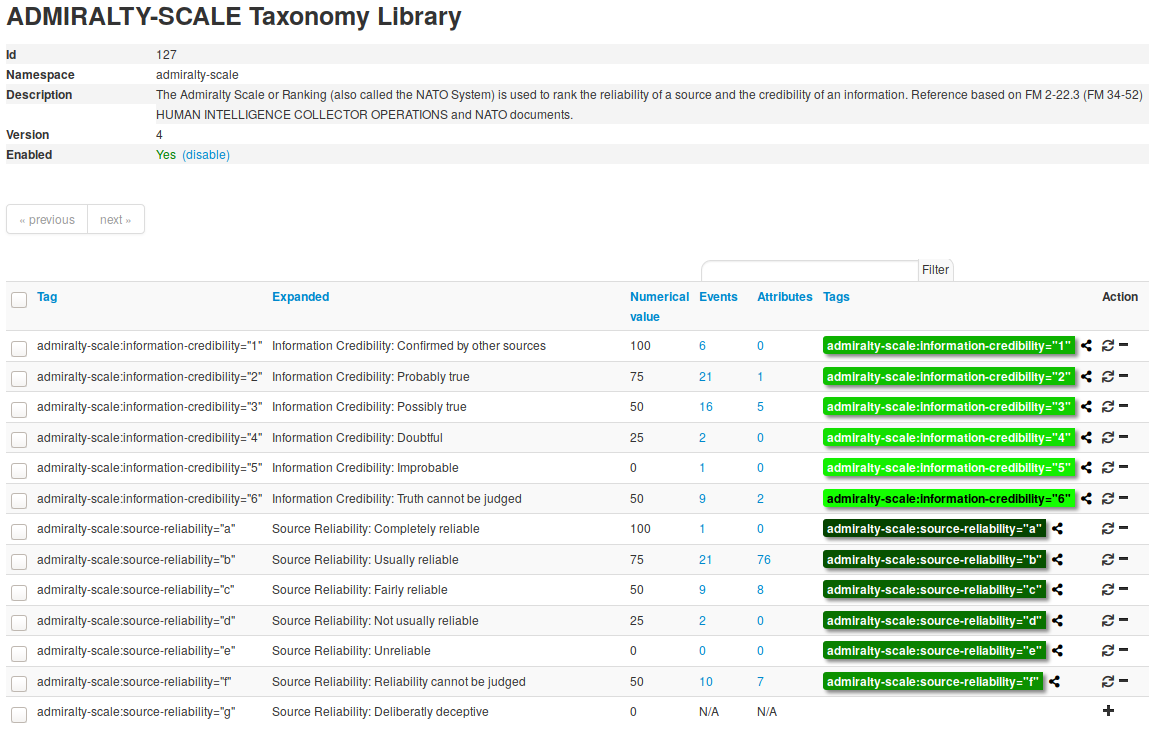 ADMIRALTY-SCALE Taxonomy Library
Id 127
Namespace admiralty-scale
Description The Admiralty Scale or Ranking (also called the NATO System) is used to rank the reliability of a source and the credibility of an information. Reference based on FM 2-22.3 (FM 34-52)
HUMAN INTELLIGENCE COLLECTOR OPERATIONS and NATO documents.
Version 4
Enabled Yes (disable)
« previous next »
Filter
Tag Expanded Numerical value Events Attributes Tags Action
admiralty-scale:information-credibility="1" Information Credibility: Confirmed by other sources 100 6 0 admiralty-scale:information-credibility="1"
admiralty-scale:information-credibility="2" Information Credibility: Probably true 75 21 1 admiralty-scale:information-credibility="2"
admiralty-scale:information-credibility="3" Information Credibility: Possibly true 50 16 5 admiralty-scale:information-credibility="3"
admiralty-scale:information-credibility="4" Information Credibility: Doubtful 25 2 0 admiralty-scale:information-credibility="4"
admiralty-scale:information-credibility="5" Information Credibility: Improbable 0 1 0 admiralty-scale:information-credibility="5"
admiralty-scale:information-credibility="6" Information Credibility: Truth cannot be judged 50 9 2 admiralty-scale:information-credibility="6"
admiralty-scale:source-reliability="a" Source Reliability: Completely reliable 100 1 0 admiralty-scale:source-reliability="a"
admiralty-scale:source-reliability="b" Source Reliability: Usually reliable 75 21 76 admiralty-scale:source-reliability="b"
admiralty-scale:source-reliability="c" Source Reliability: Fairly reliable 50 9 8 admiralty-scale:source-reliability="c"
admiralty-scale:source-reliability="d" Source Reliability: Not usually reliable 25 2 0 admiralty-scale:source-reliability="d"
admiralty-scale:source-reliability="e" Source Reliability: Unreliable 0 0 0 admiralty-scale:source-reliability="e"
admiralty-scale:source-reliability="f" Source Reliability: Reliability cannot be judged 50 10 7 admiralty-scale:source-reliability="f"
admiralty-scale:source-reliability="g" Source Reliability: Deliberatly deceptive 0 N/A N/A